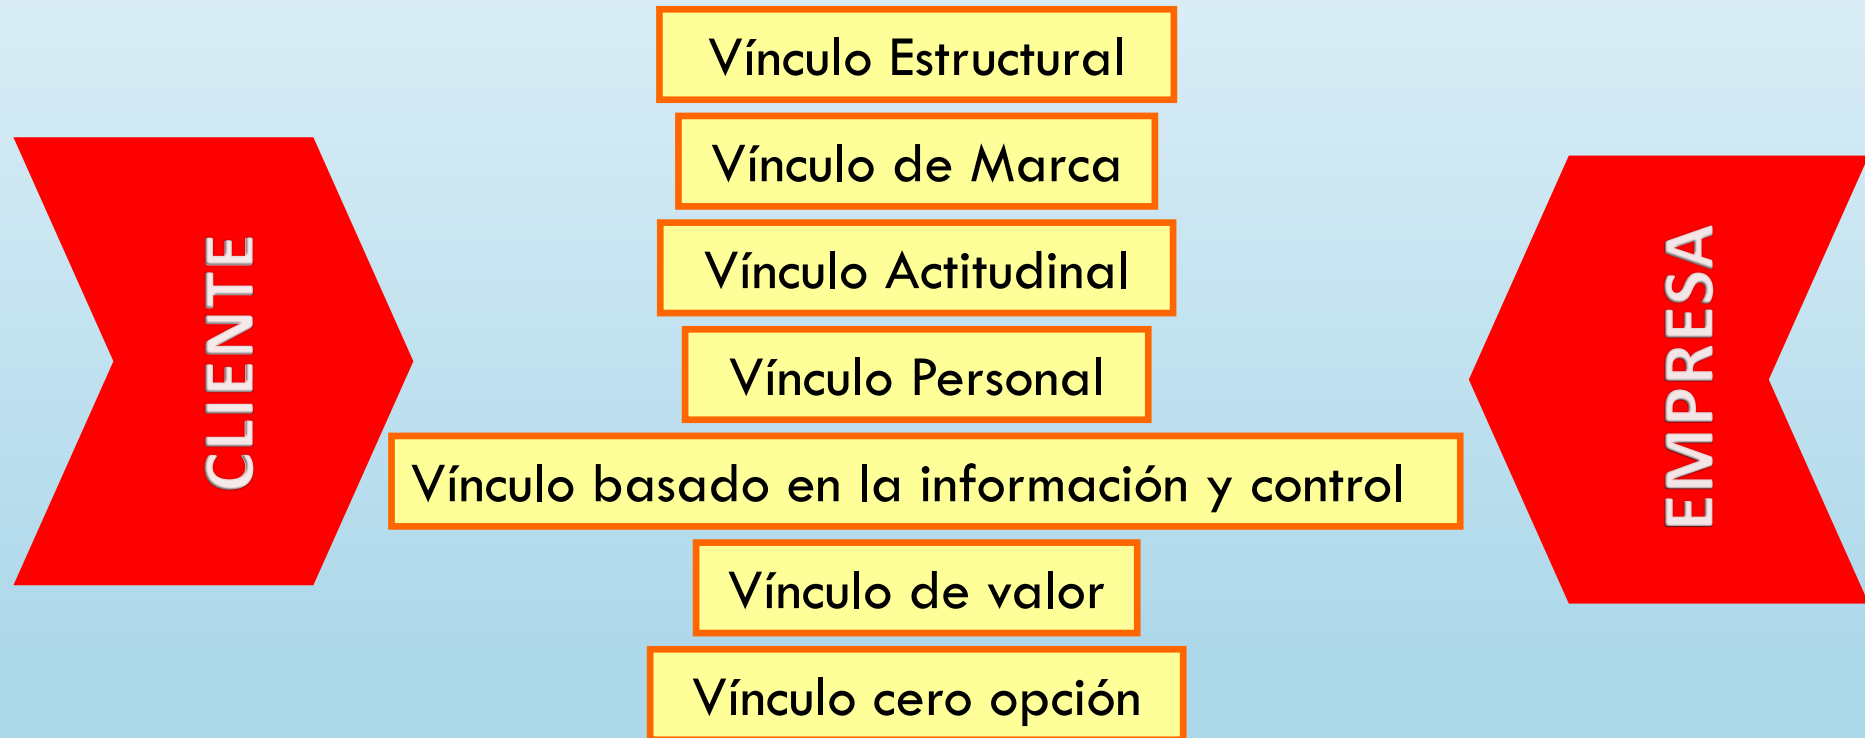 Vínculo Estructural
Vínculo de Marca
Vínculo Actitudinal
Vínculo Personal
Vínculo basado en la información y control
Vínculo de valor
Vínculo cero opción
CLIENTE
EMPRESA